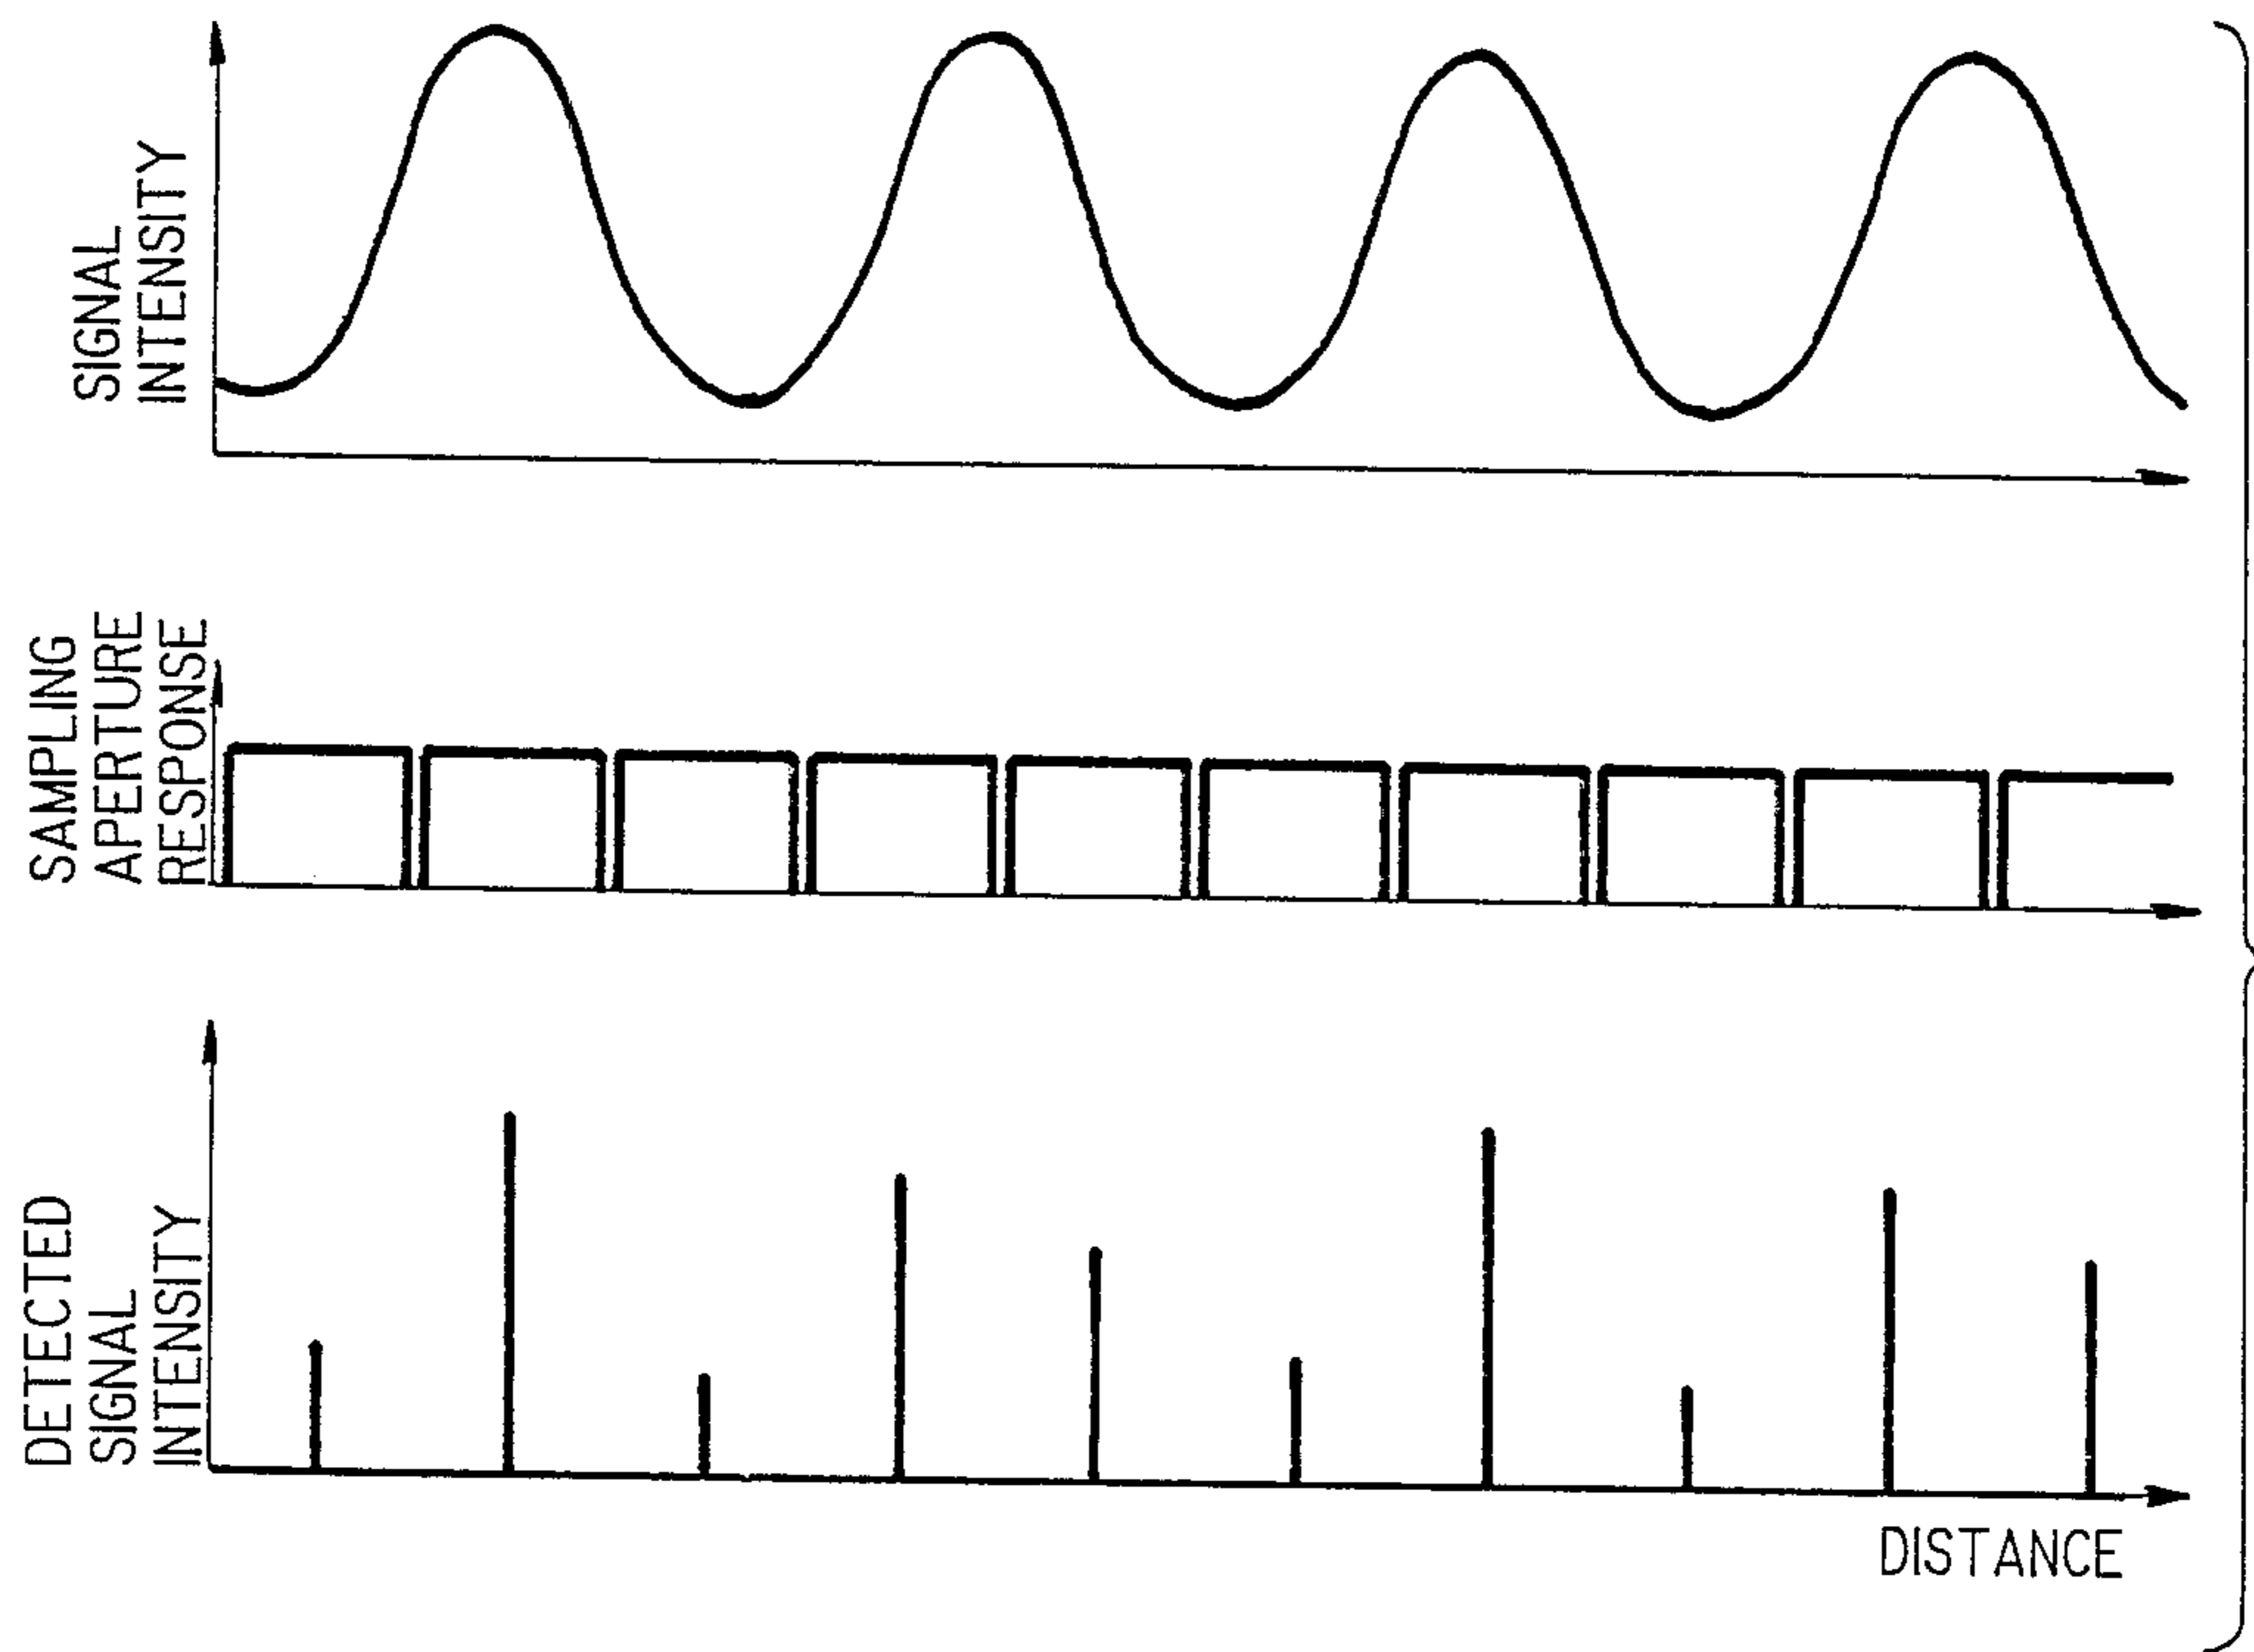 SIGNAL
INTENSITY
SAMPLING
APERTURE
RESPONSE
DETECTED
SIGNAL
INTENSITY
DISTANCE